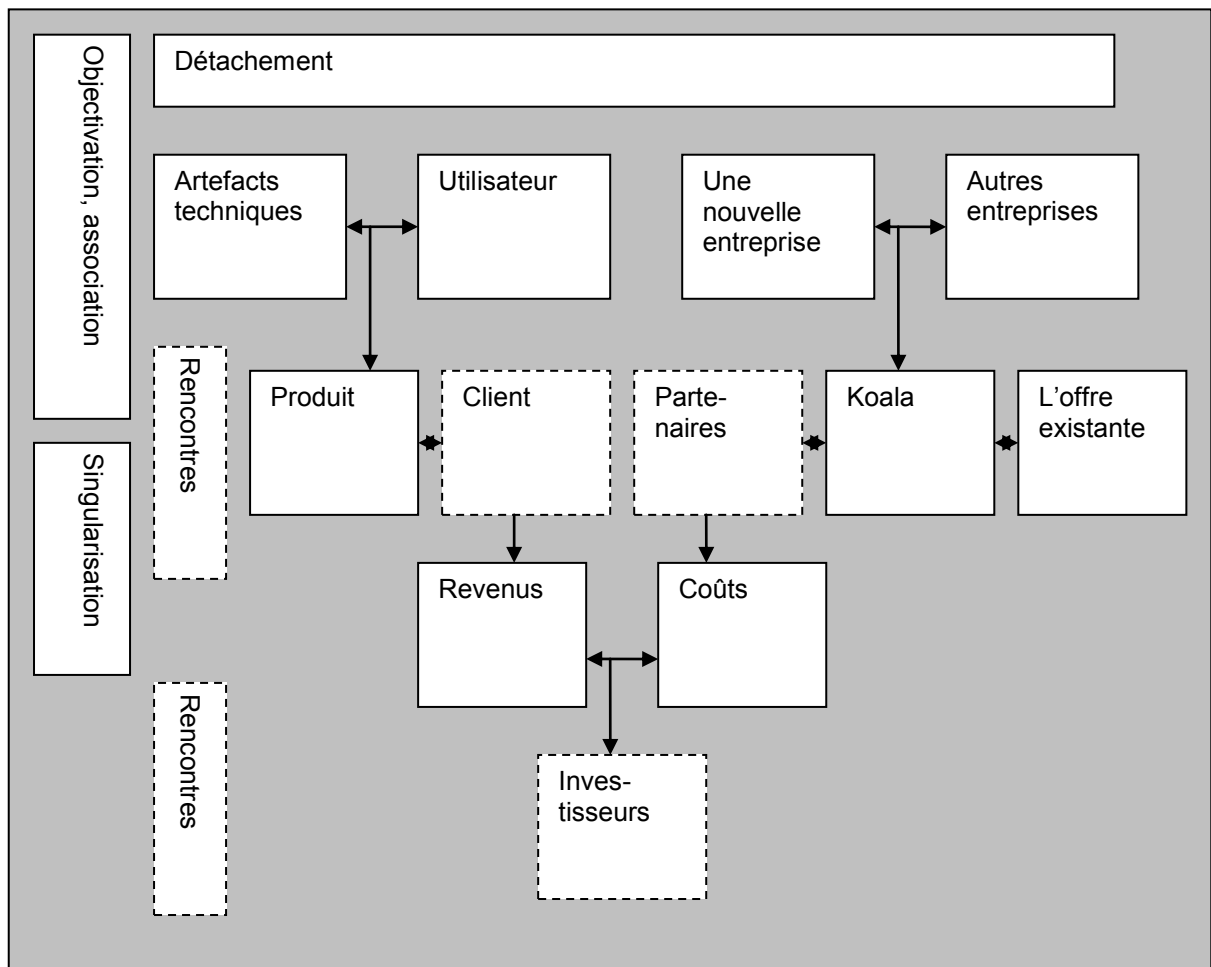 Objectivation, association
Détachement
Artefacts
techniques
Utilisateur
Une
nouvelle
entreprise
Autres
entreprises
Rencontres
Produit
Client
Parte-
naires
Koala
L’offre
existante
Singularisation
Revenus
Coûts
Rencontres
Inves-
tisseurs